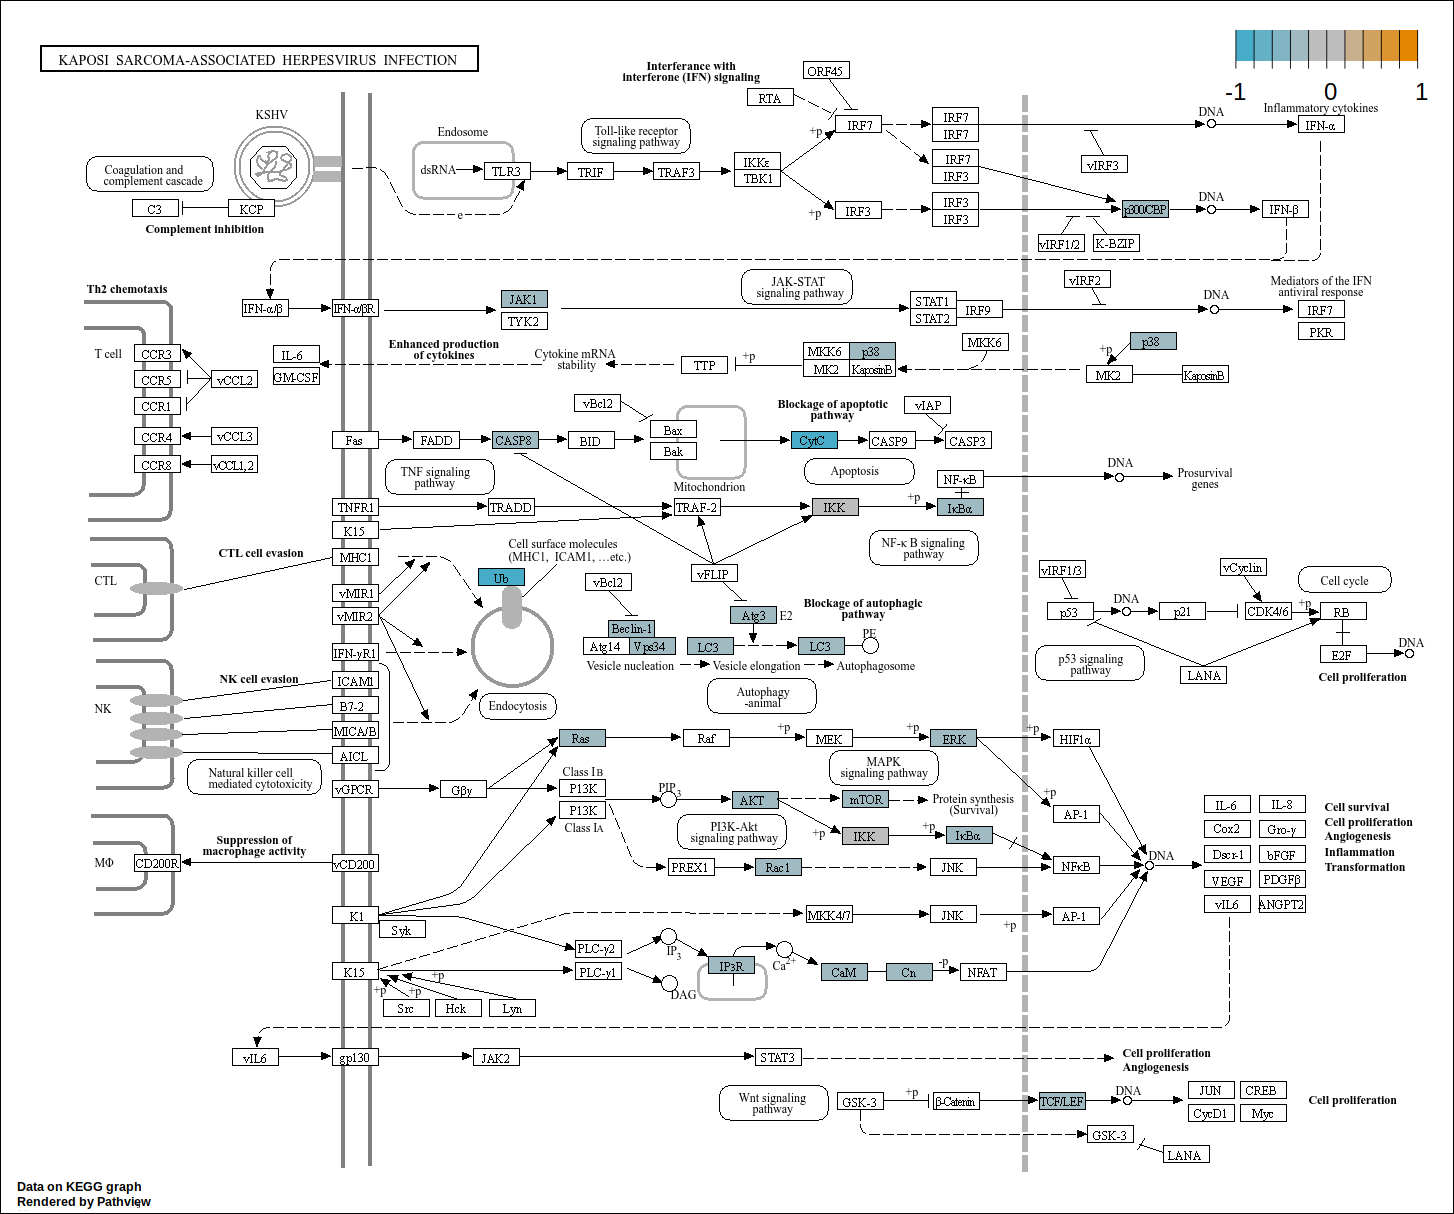 KAPOSI SARCOMA-ASSOCIATED HERPESVIRUS INFECTION
-1 0 1
Interferance with
interferone (IFN) signaling
ORF45
RTA
KSHV
Endosome
Toll-like receptor
signaling pathway
Coagulation and
complement cascade
C3
KCP
Complement inhibition
dsRNA
TLR3
TRIF
TRAF3
IKKε
TBK1
+p
IRF7
+p
IRF3
e
IRF7
IRF7
IRF7
IRF3
IRF3
IRF3
DNA
Inflammatory cytokines
IFN-α
vIRF3
p300/CBP
DNA
IFN-β
vIRF1/2
K-BZIP
Th2 chemotaxis
IFN-α/β
IFN-α/βR
JAK1
TYK2
JAK-STAT
signaling pathway
STAT1
STAT2
IRF9
vIRF2
DNA
Mediators of the IFN
antiviral response
IRF7
PKR
T cell
CCR3
CCR5
CCR1
CCR4
CCR8
vCCL2
vCCL3
vCCL1,2
IL-6
GM-CSF
Enhanced production
of cytokines
Cytokine mRNA
stability
TTP
+p
MKK6
p38
MK2
KaposinB
MKK6
+p
p38
MK2
KaposinB
vBcl2
Bax
Bak
Blockage of apoptotic
pathway
vIAP
Fas
FADD
CASP8
BID
CytC
CASP9
CASP3
TNF signaling
pathway
Mitochondrion
Apoptosis
NF-κB
DNA
Prosurvival
genes
TNFR1
TRADD
TRAF-2
IKK
+p
IκBα
K15
NF-κ B signaling
pathway
CTL cell evasion
MHC1
Cell surface molecules
(MHC1, ICAM1, ...etc.)
CTL
Ub
vBcl2
vFLIP
vMIR1
vMIR2
IFN-γR1
Atg3
E2
Blockage of autophagic
pathway
Beclin-1
Atg14
Vps34
LC3
LC3
PE
Vesicle nucleation
Vesicle elongation
Autophagosome
vIRF1/3
vCyclin
Cell cycle
p53
DNA
p21
CDK4/6
+p
RB
p53 signaling
pathway
LANA
E2F
DNA
Cell proliferation
NK cell evasion
NK
ICAM1
B7-2
MICA/B
AICL
Endocytosis
Autophagy
-animal
Natural killer cell
mediated cytotoxicity
vGPCR
Gβγ
Ras
Raf
+p
MEK
+p
ERK
+p
HIF1α
MAPK
signaling pathway
Class IB
P13K
P13K
Class IA
PIP3
AKT
mTOR
Protein synthesis
(Survival)
+p
AP-1
PI3K-Akt
signaling pathway
+p
IKK
+p
IκBα
PREX1
Rac1
JNK
NFκB
DNA
IL-6
IL-8
Cox2
Gro-γ
Dscr-1
bFGF
VEGF
PDGFβ
vIL6
ANGPT2
Cell survival
Cell proliferation
Angiogenesis
Inflammation
Transformation
Suppression of
macrophage activity
MΦ
CD200R
vCD200
K1
Syk
MKK4/7
JNK
+p
AP-1
PLC-γ2
IP3
K15
+p
+p
+p
PLC-γ1
DAG
IP3R
Ca2+
CaM
Cn
-p
NFAT
Src
Hck
Lyn
vIL6
gp130
JAK2
STAT3
Cell proliferation
Angiogenesis
Wnt signaling
pathway
GSK-3
+p
β-Catenin
TCF/LEF
DNA
JUN
CREB
CycD1
Myc
Cell proliferation
GSK-3
LANA
Data on KEGG graph
Rendered by Pathview